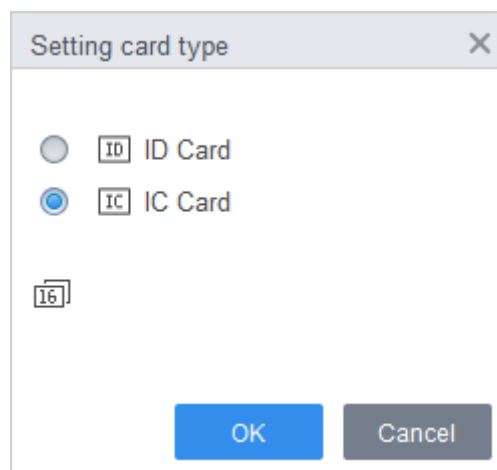 Setting card type
ID ID Card
IC IC Card
16
OK Cancel